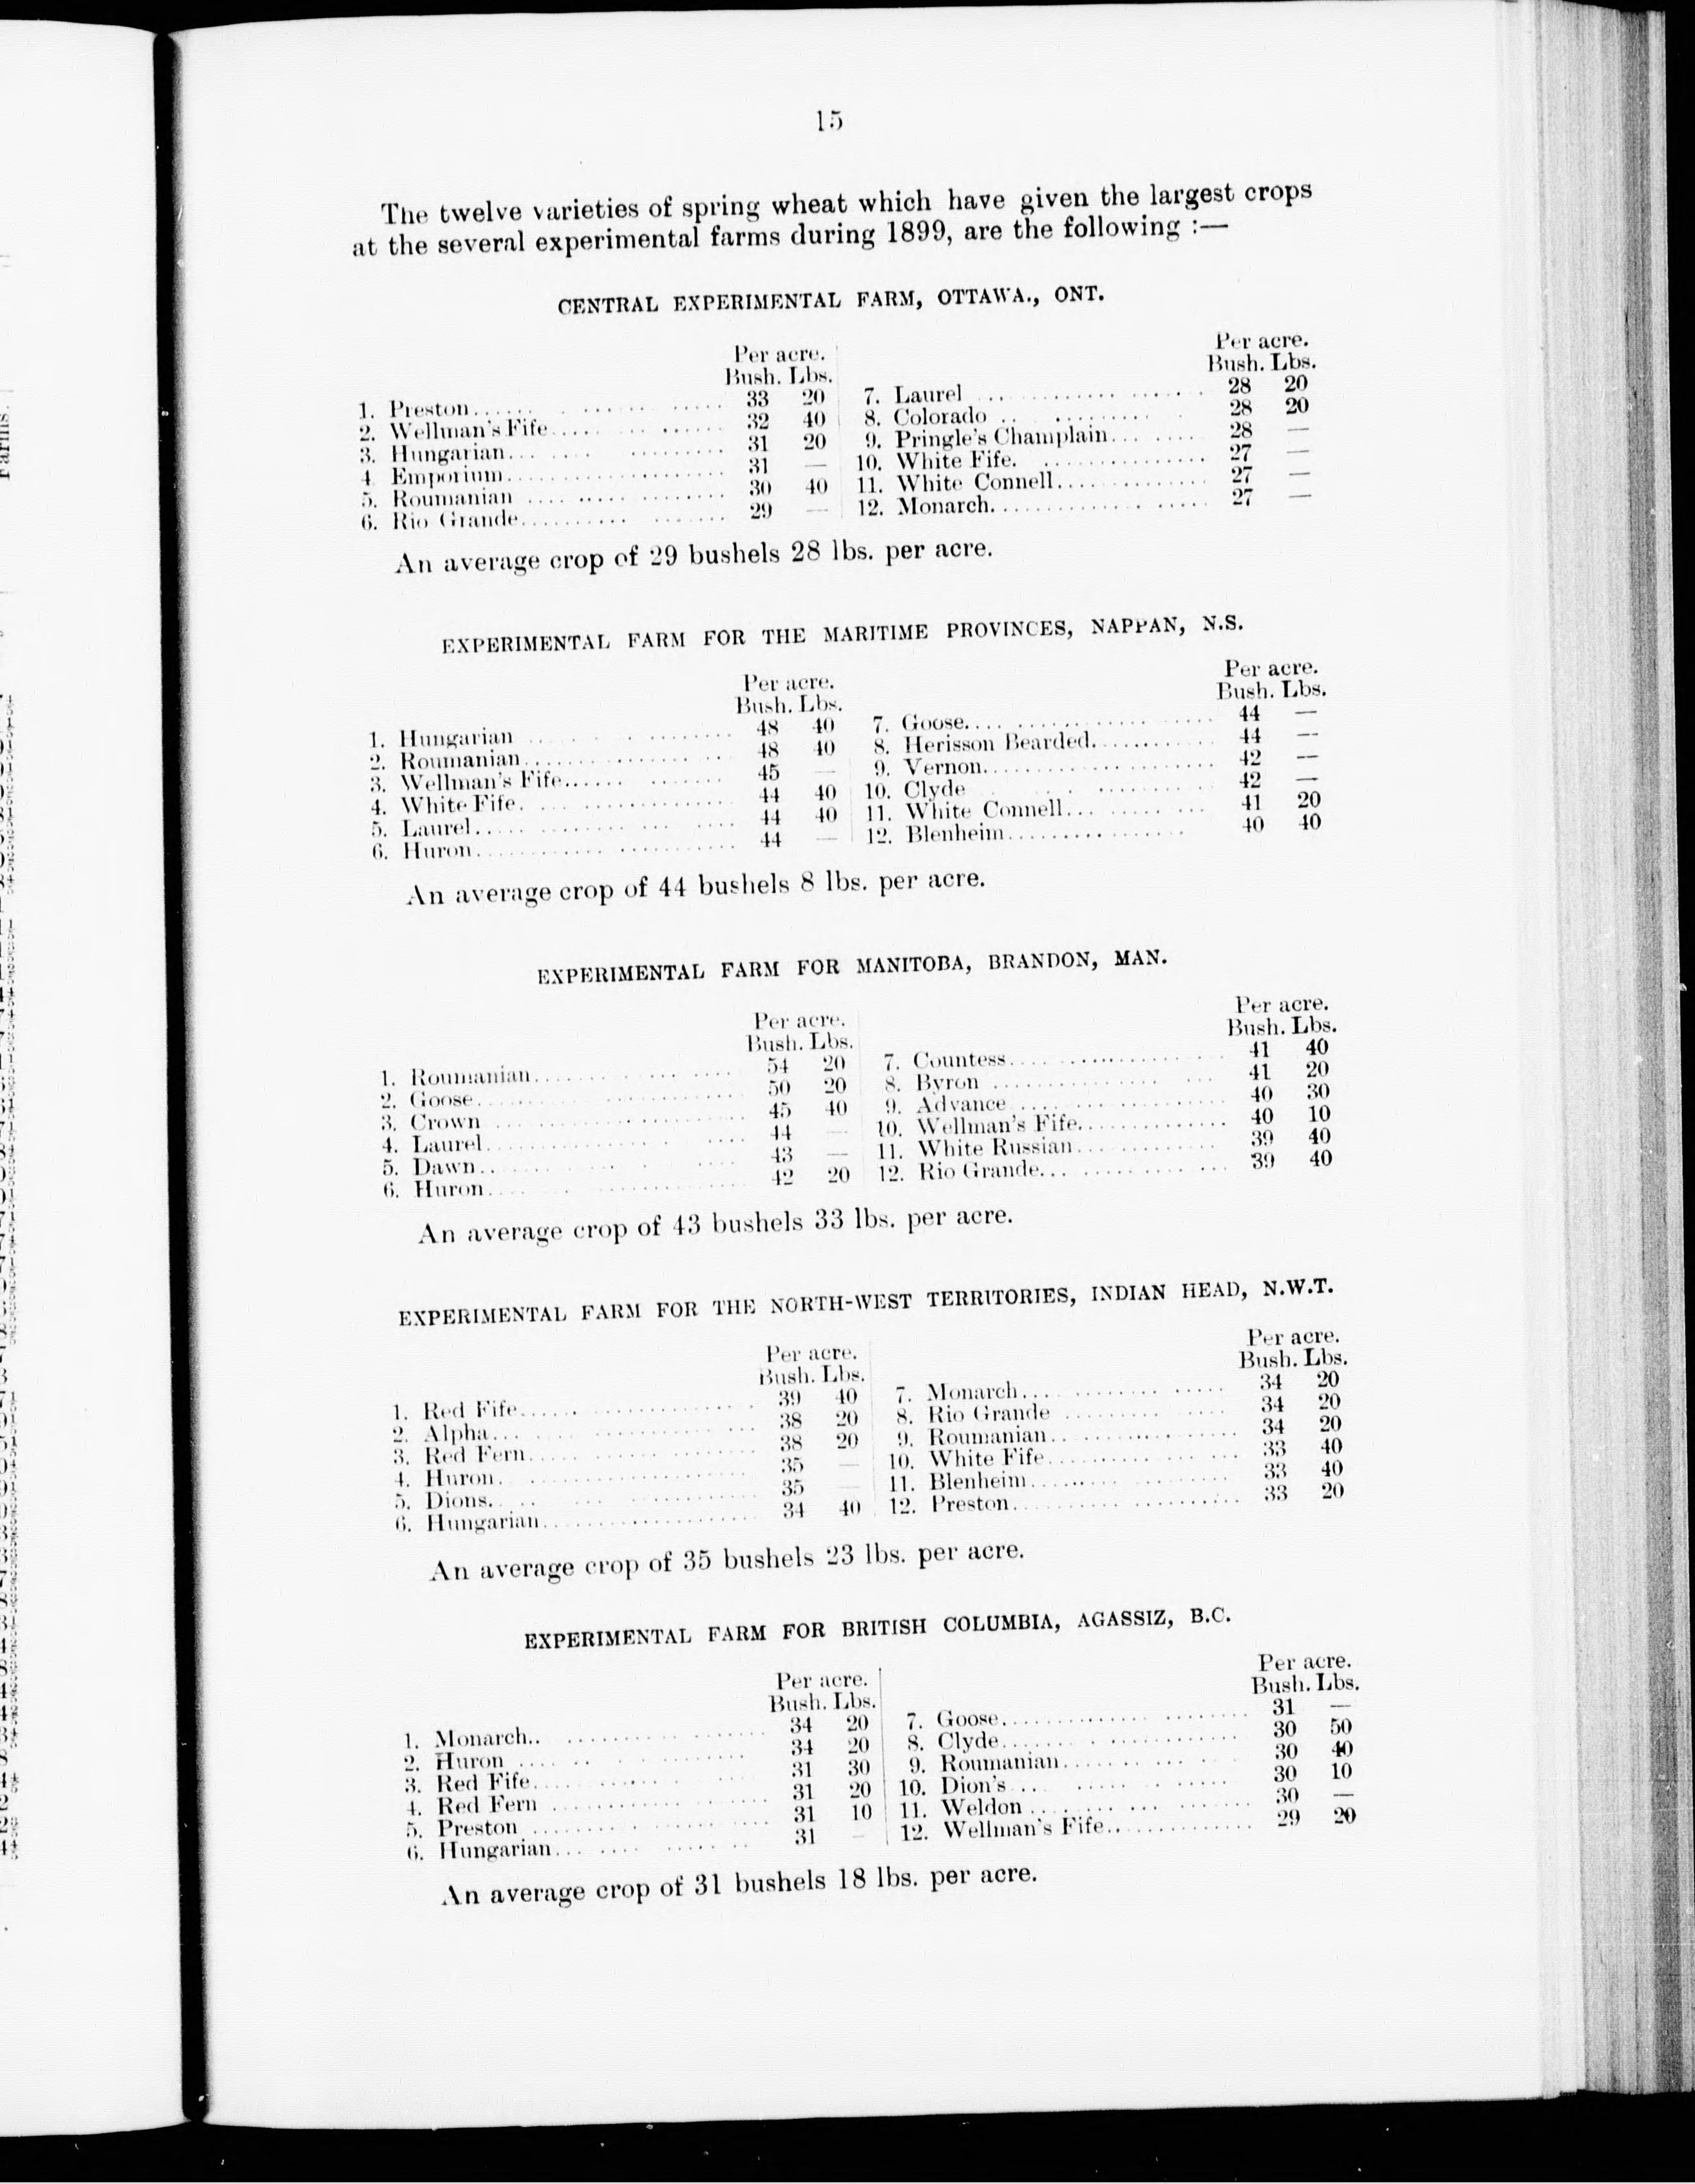 15
The twelve varieties of spring wheat which have given the largest crops
at the several experimental farms during 1899, are the following :—
CENTRAL EXPERIMENTAL FARM, OTTAWA., ONT.
Per acre.
Bush. Lbs.
1. Preston 33 20
2. Wellman's Fife 32 40
3. Hungarian 31 20
4 Emporium 31 —
5. Roumanian 30 40
6. Rio Grande 29 —
Per acre.
Bush. Lbs.
7. Laurel 28 20
8. Colorado 28 20
9. Pringle's Champlain 28 —
10. White Fife. 27 —
11. White Connell 27 —
12. Monarch 27 —
An average crop of 29 bushels 28 lbs. per acre.
EXPERIMENTAL FARM FOR THE MARITIME PROVINCES, NAPPAN, N.S.
Per acre.
Bush. Lbs.
1. Hungarian 48 40
2. Roumanian 48 40
3. Wellman's Fife 45 —
4. White Fife 44 40
5. Laurel 44 40
6. Huron 44 —
Per acre.
Bush. Lbs.
7. Goose 44 —
8. Herisson Bearded 44 —
9. Vernon 42 —
10. Clyde 42 —
11. White Connell 41 20
12. Blenheim 40 40
An average crop of 44 bushels 8 lbs. per acre.
EXPERIMENTAL FARM FOR MANITOBA, BRANDON, MAN.
Per acre.
Bush. Lbs.
1. Roumanian 54 20
2. Goose 50 20
3. Crown 45 40
4. Laurel 44 —
5. Dawn 43 —
6. Huron 42 20
Per acre.
Bush. Lbs.
7. Countess 41 40
8. Byron 41 20
9. Advance 40 30
10. Wellman's Fife 40 10
11. White Russian 39 40
12. Rio Grande 39 40
An average crop of 43 bushels 33 lbs. per acre.
EXPERIMENTAL FARM FOR THE NORTH-WEST TERRITORIES, INDIAN HEAD, N.W.T.
Per acre.
Bush. Lbs.
1. Red Fife 39 40
2. Alpha 38 20
3. Red Fern 38 20
4. Huron 35 —
5. Dions 35
6. Hungarian 34 40
Per acre.
Bush. Lbs.
7. Monarch 34 20
8. Rio Grande 34 20
9. Roumanian 34 20
10. White Fife 33 40
11. Blenheim 33 40
12. Preston 33 20
An average crop of 35 bushels 23 lbs. per acre.
EXPERIMENTAL FARM FOR BRITISH COLUMBIA, AGASSIZ, B.C.
Per acre.
Bush. Lbs.
1. Monarch 34 20
2. Huron 34 20
3. Red Fife 31 30
4. Red Fern 31 20
5. Preston 31 10
6. Hungarian 31 —
Per acre.
Bush. Lbs.
7. Goose 31 —
8. Clyde 30 50
9. Roumanian 30 40
10. Dion's 30 10
11. Weldon 30 —
12. Wellman's Fife 29 20
An average crop of 31 bushels 18 lbs. per acre.